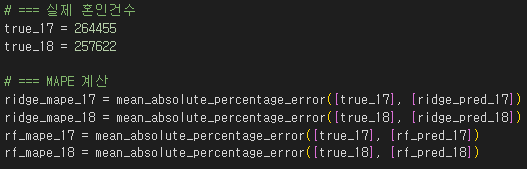 # === 실제 혼인건수
true_17 = 264455
true_18 = 257622
# === MAPE 계산
ridge_mape_17 = mean_absolute_percentage_error([true_17], [ridge_pred_17])
ridge_mape_18 = mean_absolute_percentage_error([true_18], [ridge_pred_18])
rf_mape_17 = mean_absolute_percentage_error([true_17], [rf_pred_17])
rf_mape_18 = mean_absolute_percentage_error([true_18], [rf_pred_18])